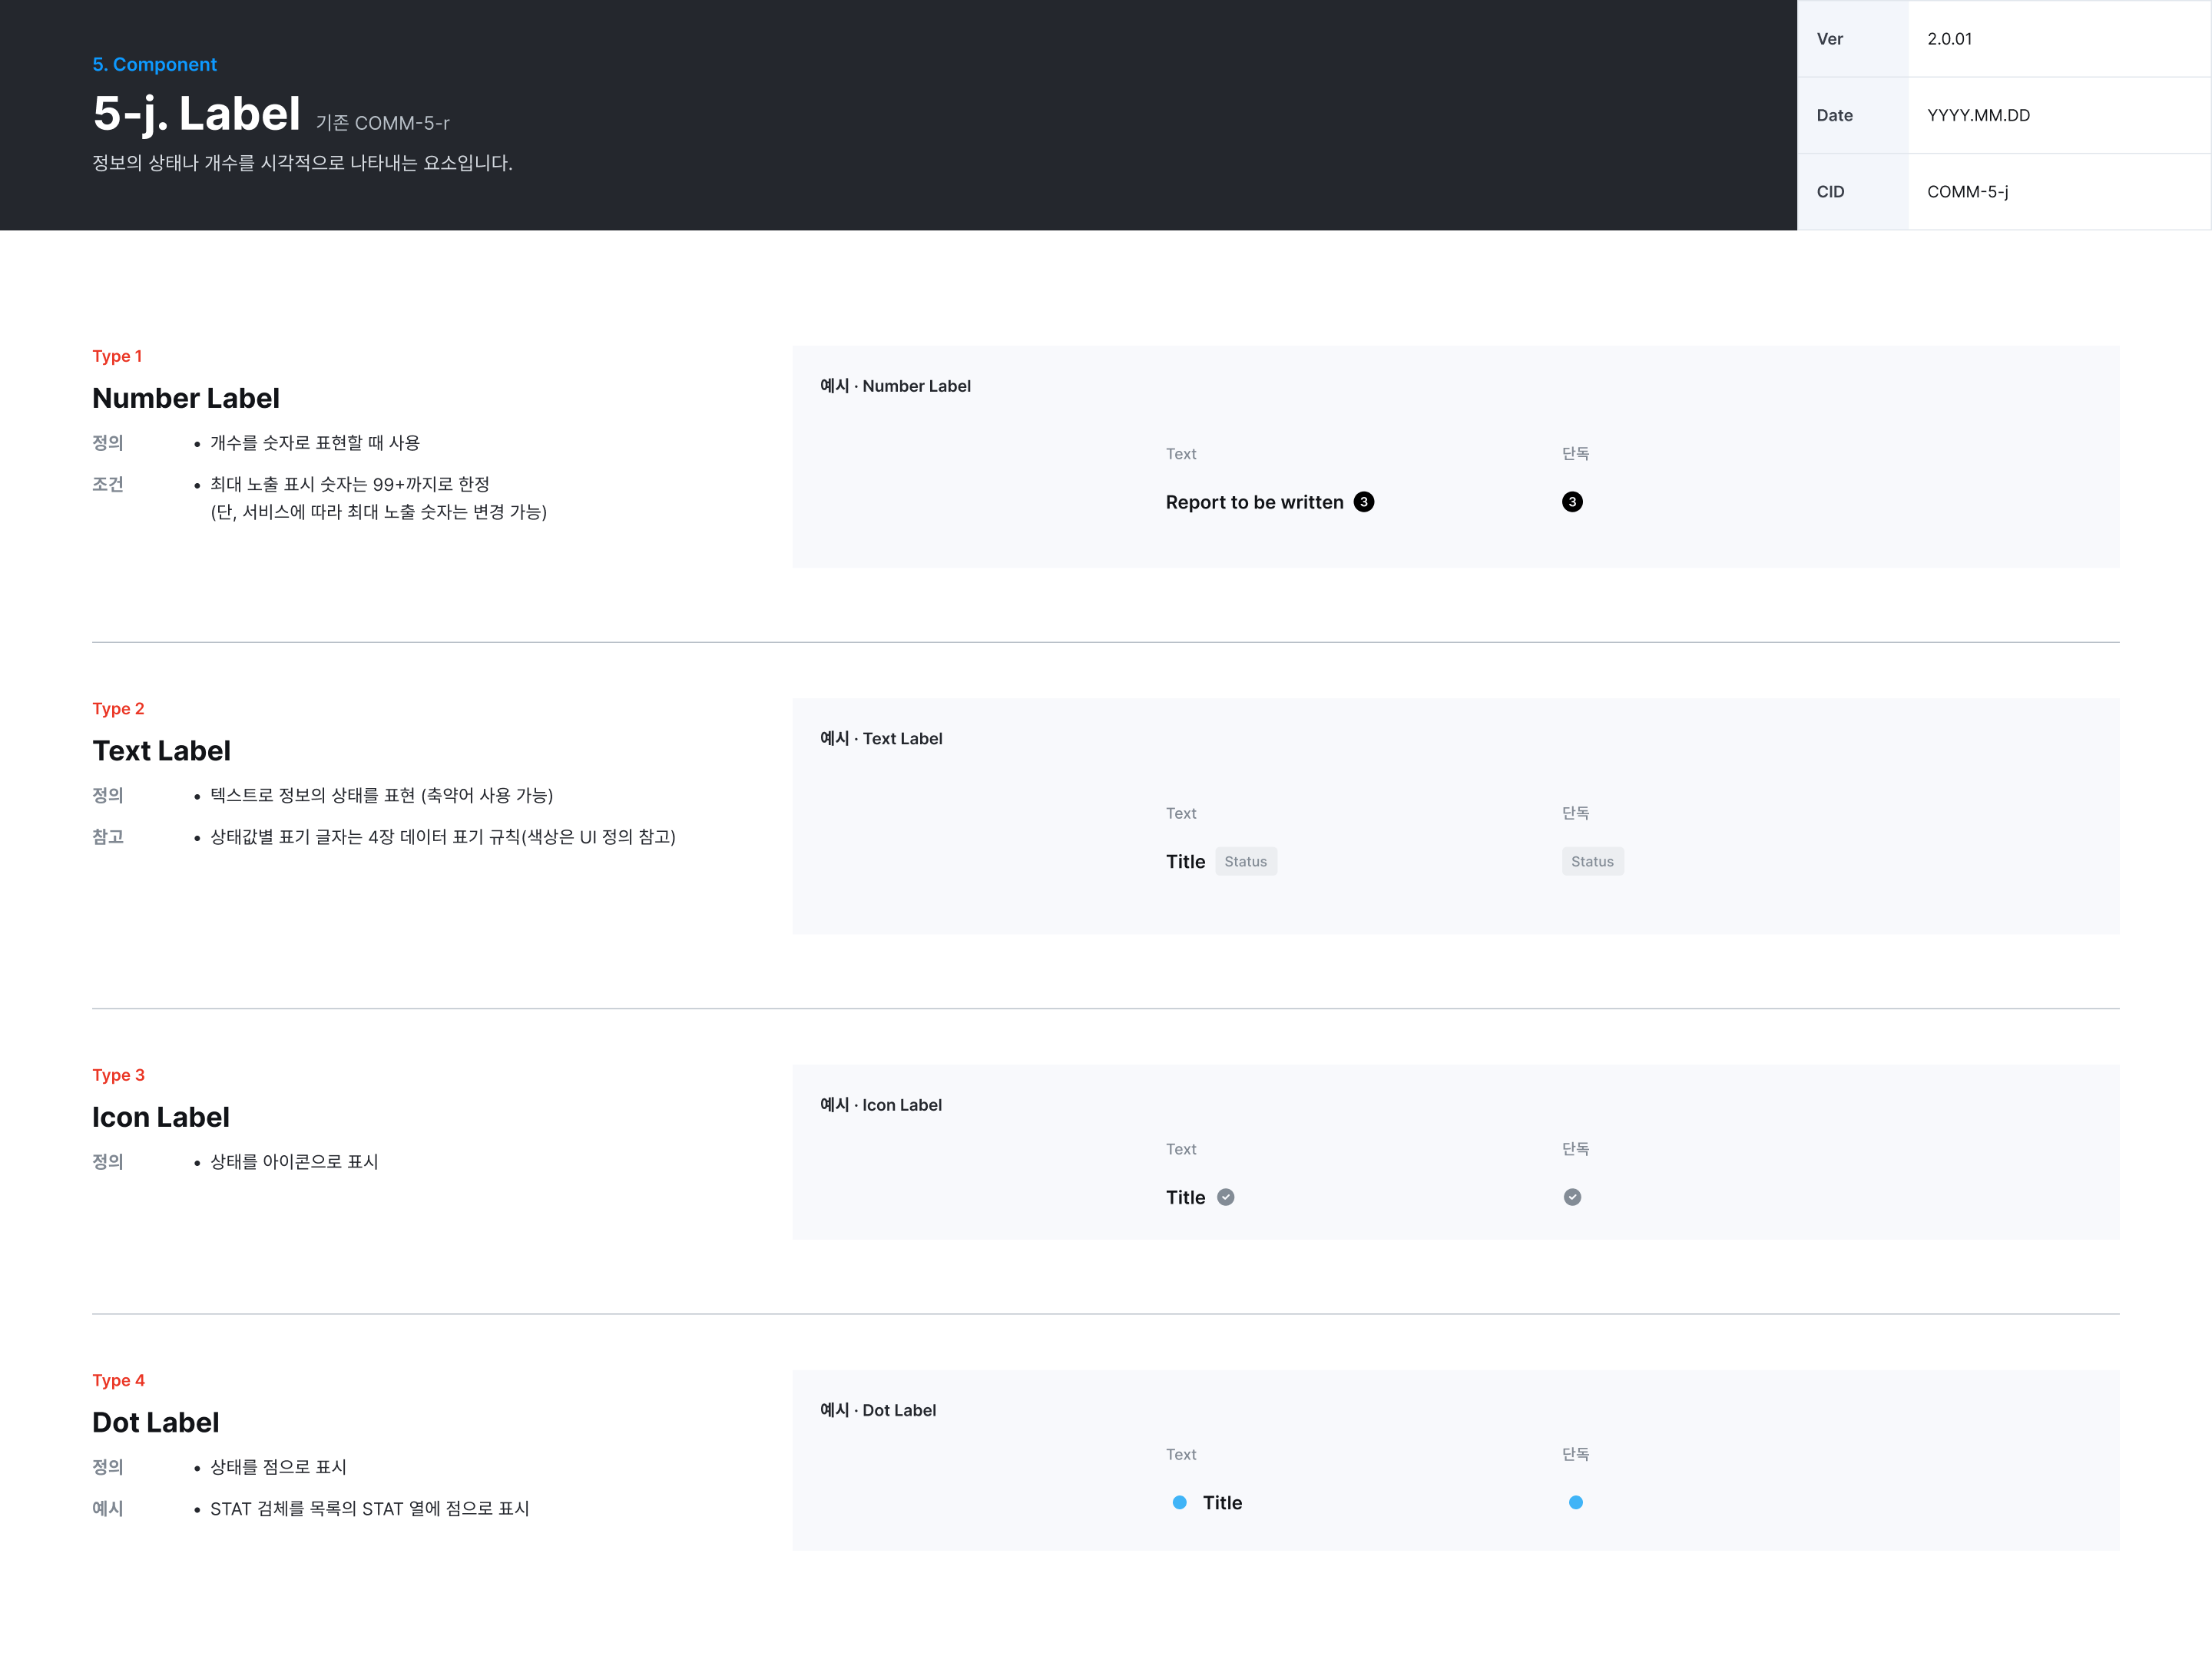 5. Component
5-j. Label 기존 COMM-5-r
정보의 상태나 개수를 시각적으로 나타내는 요소입니다.
Ver 2.0.01
Date YYYY.MM.DD
CID COMM-5-j
Type 1
Number Label
정의 • 개수를 숫자로 표현할 때 사용
조건 • 최대 노출 표시 숫자는 99+까지로 한정
(단, 서비스에 따라 최대 노출 숫자는 변경 가능)
예시 · Number Label
Text 단독
Report to be written 3 3
Type 2
Text Label
정의 • 텍스트로 정보의 상태를 표현 (축약어 사용 가능)
참고 • 상태값별 표기 글자는 4장 데이터 표기 규칙(색상은 UI 정의 참고)
예시 · Text Label
Text 단독
Title Status Status
Type 3
Icon Label
정의 • 상태를 아이콘으로 표시
예시 · Icon Label
Text 단독
Title
Type 4
Dot Label
정의 • 상태를 점으로 표시
예시 • STAT 검체를 목록의 STAT 열에 점으로 표시
예시 · Dot Label
Text 단독
Title